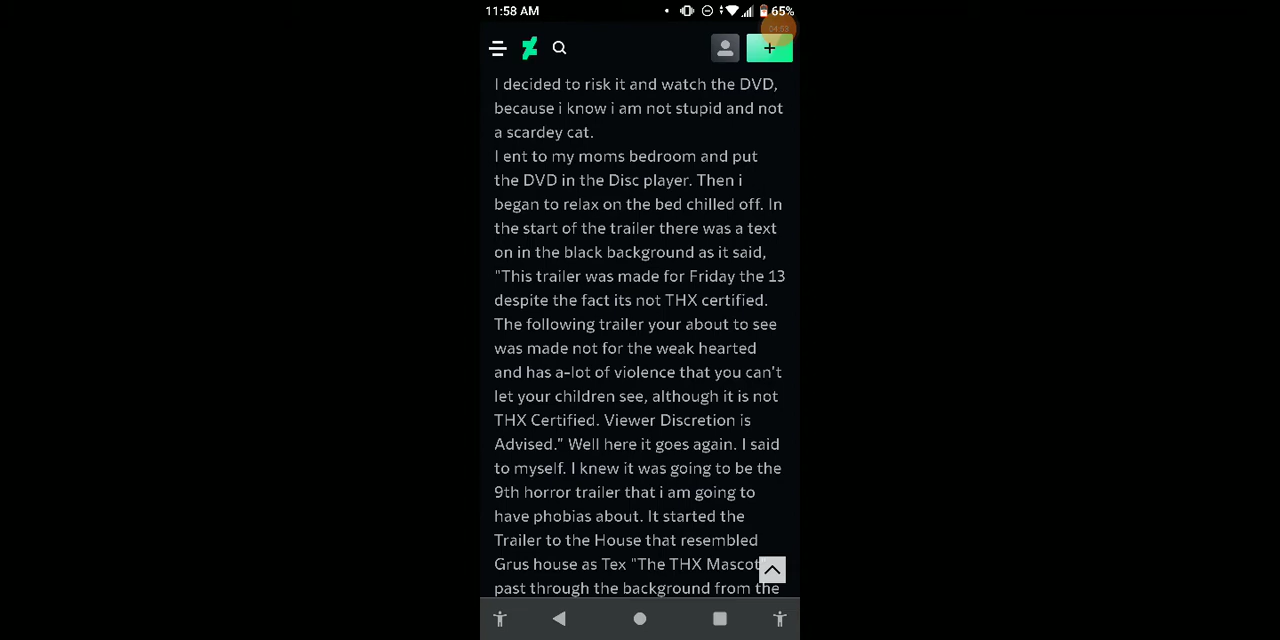 11:58 AM
65%
04:53
+
I decided to risk it and watch the DVD,
because i know i am not stupid and not
a scardey cat.
I ent to my moms bedroom and put
the DVD in the Disc player. Then i
began to relax on the bed chilled off. In
the start of the trailer there was a text
on in the black background as it said,
"This trailer was made for Friday the 13
despite the fact its not THX certified.
The following trailer your about to see
was made not for the weak hearted
and has a-lot of violence that you can't
let your children see, although it is not
THX Certified. Viewer Discretion is
Advised." Well here it goes again. I said
to myself. I knew it was going to be the
9th horror trailer that i am going to
have phobias about. It started the
Trailer to the House that resembled
Grus house as Tex "The THX Mascot
past through the background from the